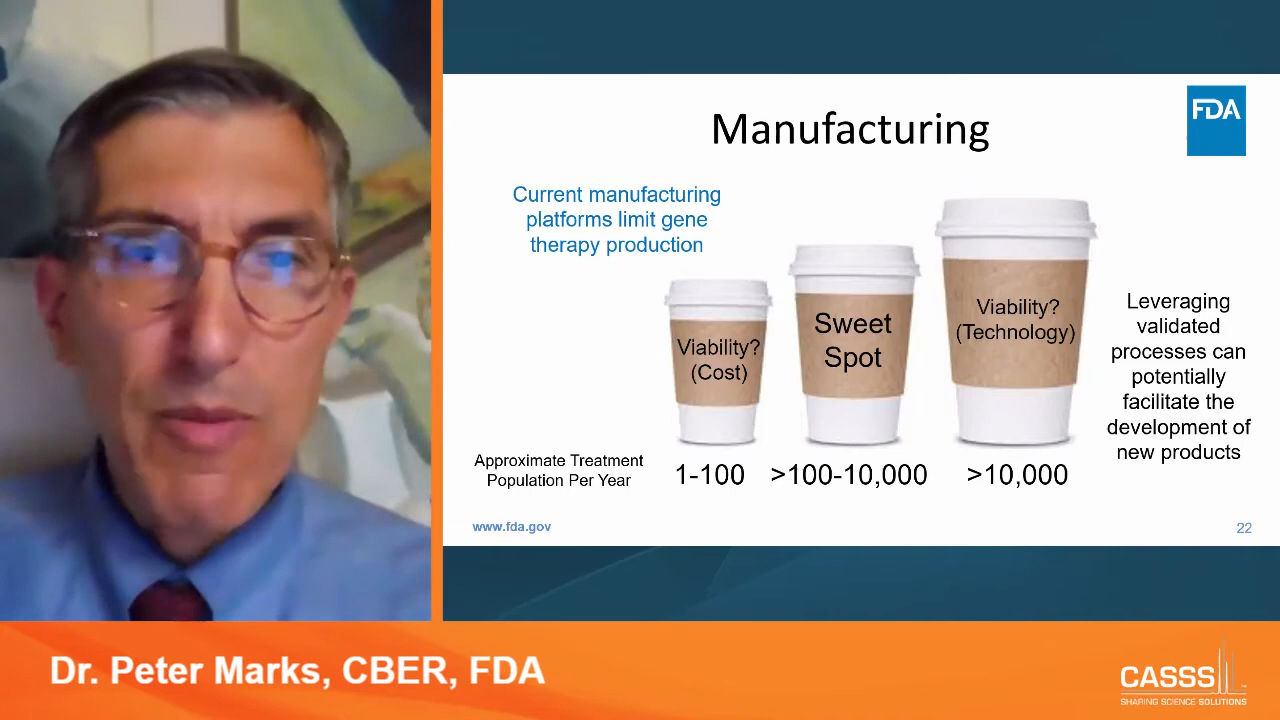 Manufacturing
FDA
Current manufacturing
platforms limit gene
therapy production
Viability?
(Cost)
Sweet
Spot
Viability?
(Technology)
Leveraging
validated
processes can
potentially
facilitate the
development of
new products
Approximate Treatment
Population Per Year
1-100
>100-10,000
>10,000
www.fda.gov
22
Dr. Peter Marks, CBER, FDA
CASSS
SHARING SCIENCE SOLUTIONS